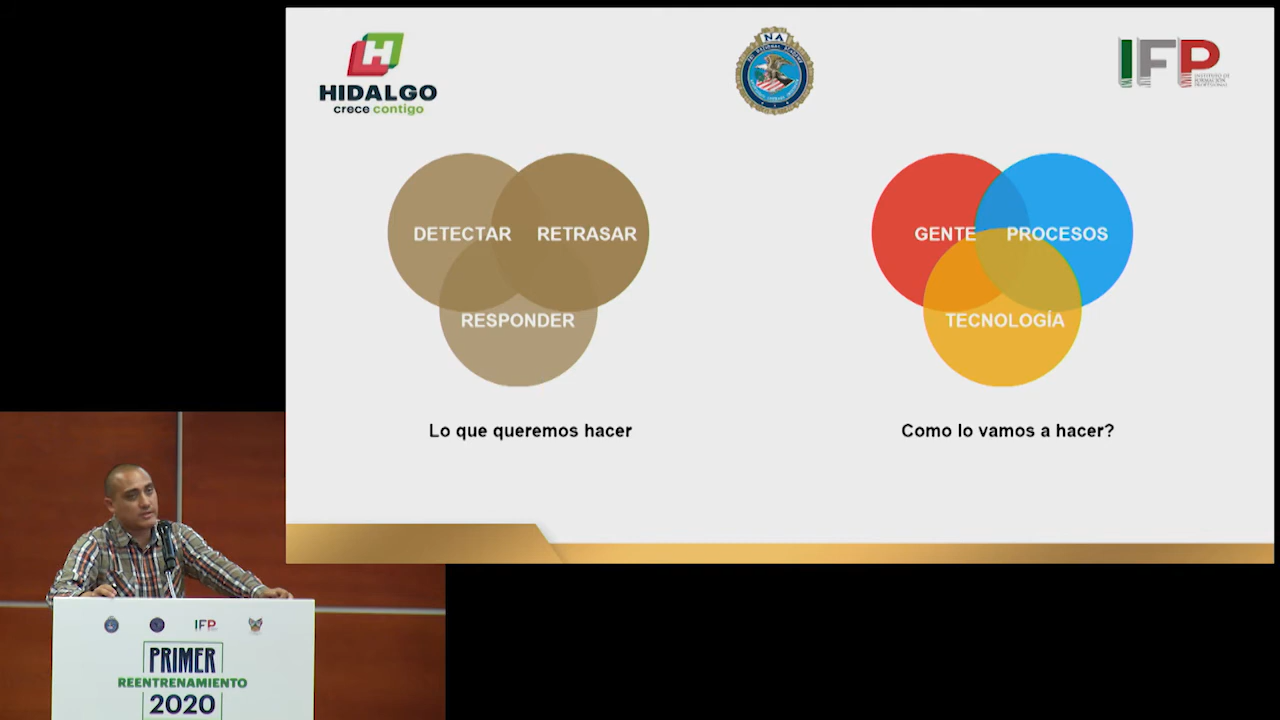 HIDALGO
crece contigo
NA
IFP
INSTITUTO DE
FORMACIÓN
PROFESIONAL
DETECTAR
RETRASAR
RESPONDER
GENTE
PROCESOS
TECNOLOGÍA
Lo que queremos hacer
Como lo vamos a hacer?
IFP
PRIMER
REENTRENAMIENTO
2020